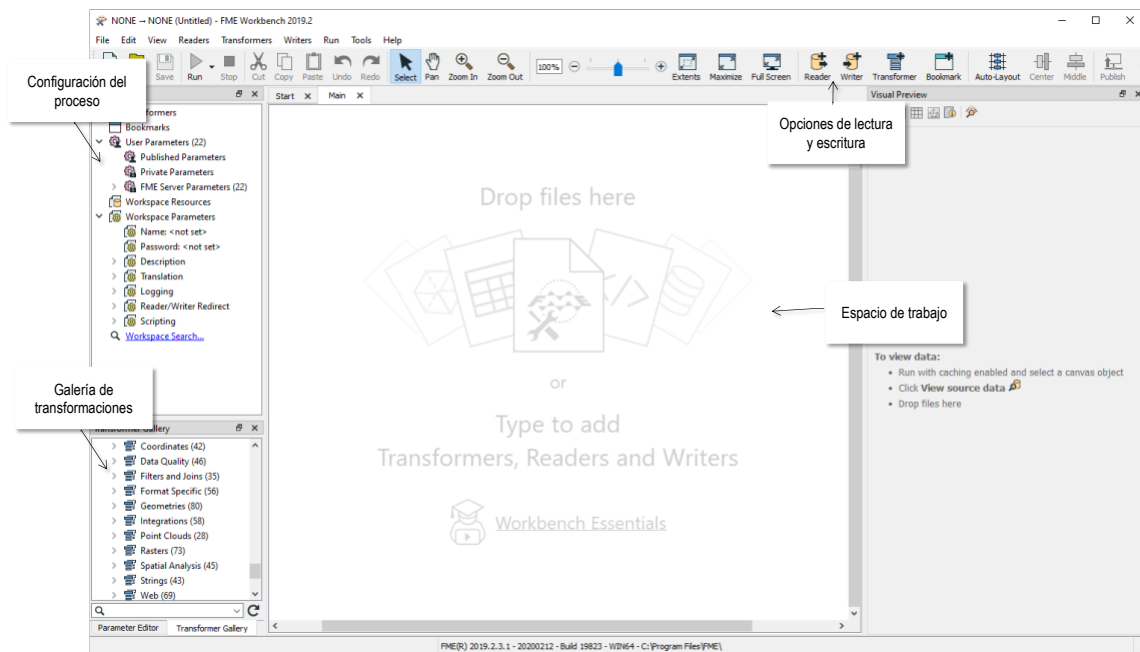 NONE → NONE (Untitled) - FME Workbench 2019.2
File Edit View Readers Transformers Writers Run Tools Help
Save Run Stop Cut Copy Paste Undo Redo Select Pan Zoom In Zoom Out 100% Extents Maximize Full Screen Reader Writer Transformer Bookmark Auto-Layout Center Middle Publish
Configuración del
proceso
Start Main
Visual Preview
Bookmarks
User Parameters (22)
Published Parameters
Private Parameters
FME Server Parameters (22)
Workspace Resources
Workspace Parameters
Name: <not set>
Password: <not set>
Description
Translation
Logging
Reader/Writer Redirect
Scripting
Workspace Search...
Opciones de lectura
y escritura
Drop files here
or
Type to add
Transformers, Readers and Writers
Workbench Essentials
Espacio de trabajo
To view data:
• Run with caching enabled and select a canvas object
• Click View source data
• Drop files here
Galería de
transformaciones
Coordinates (42)
Data Quality (46)
Filters and Joins (35)
Format Specific (56)
Geometries (80)
Integrations (58)
Point Clouds (28)
Rasters (73)
Spatial Analysis (45)
Strings (43)
Web (69)
Parameter Editor Transformer Gallery
FME(R) 2019.2.3.1 - 20200212 - Build 19823 - WIN64 - C:\Program Files\FME\